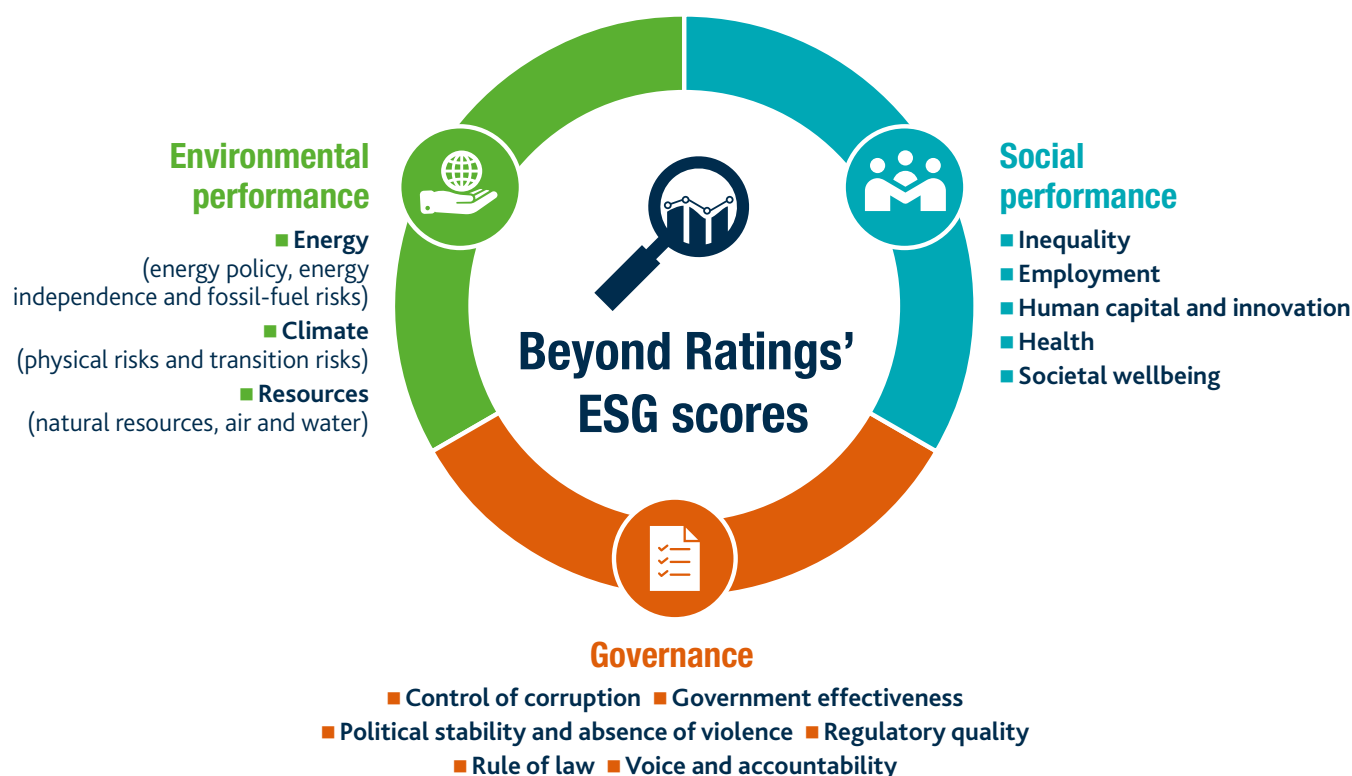 Environmental
performance
■ Energy
(energy policy, energy
independence and fossil-fuel risks)
■ Climate
(physical risks and transition risks)
■ Resources
(natural resources, air and water)
Beyond Ratings’
ESG scores
Social
performance
■ Inequality
■ Employment
■ Human capital and innovation
■ Health
■ Societal wellbeing
Governance
■ Control of corruption ■ Government effectiveness
■ Political stability and absence of violence ■ Regulatory quality
■ Rule of law ■ Voice and accountability